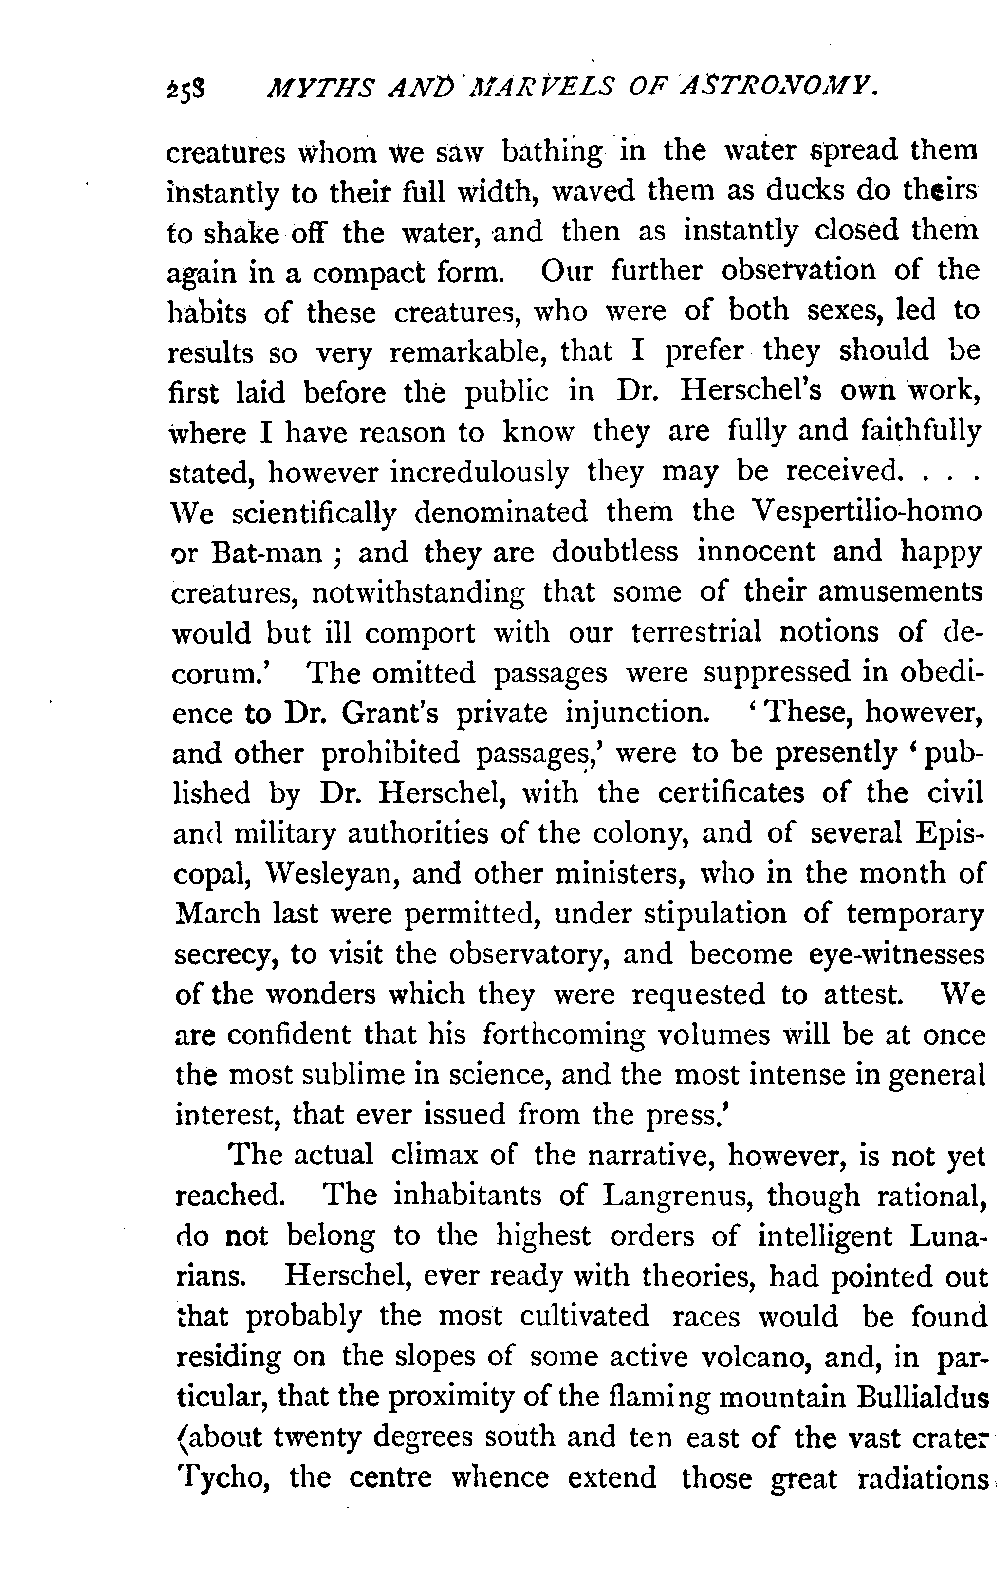 258 MYTHS AND MARVELS OF ASTRONOMY.
creatures whom we saw bathing in the water spread them
instantly to their full width, waved them as ducks do theirs
to shake off the water, and then as instantly closed them
again in a compact form. Our further observation of the
habits of these creatures, who were of both sexes, led to
results so very remarkable, that I prefer they should be
first laid before the public in Dr. Herschel's own work,
where I have reason to know they are fully and faithfully
stated, however incredulously they may be received. . . .
We scientifically denominated them the Vespertilio-homo
or Bat-man ; and they are doubtless innocent and happy
creatures, notwithstanding that some of their amusements
would but ill comport with our terrestrial notions of de-
corum.' The omitted passages were suppressed in obedi-
ence to Dr. Grant's private injunction. ‘These, however,
and other prohibited passages,’ were to be presently ‘pub-
lished by Dr. Herschel, with the certificates of the civil
and military authorities of the colony, and of several Epis-
copal, Wesleyan, and other ministers, who in the month of
March last were permitted, under stipulation of temporary
secrecy, to visit the observatory, and become eye-witnesses
of the wonders which they were requested to attest. We
are confident that his forthcoming volumes will be at once
the most sublime in science, and the most intense in general
interest, that ever issued from the press.’
The actual climax of the narrative, however, is not yet
reached. The inhabitants of Langrenus, though rational,
do not belong to the highest orders of intelligent Luna-
rians. Herschel, ever ready with theories, had pointed out
that probably the most cultivated races would be found
residing on the slopes of some active volcano, and, in par-
ticular, that the proximity of the flaming mountain Bullialdus
(about twenty degrees south and ten east of the vast crater
Tycho, the centre whence extend those great radiations